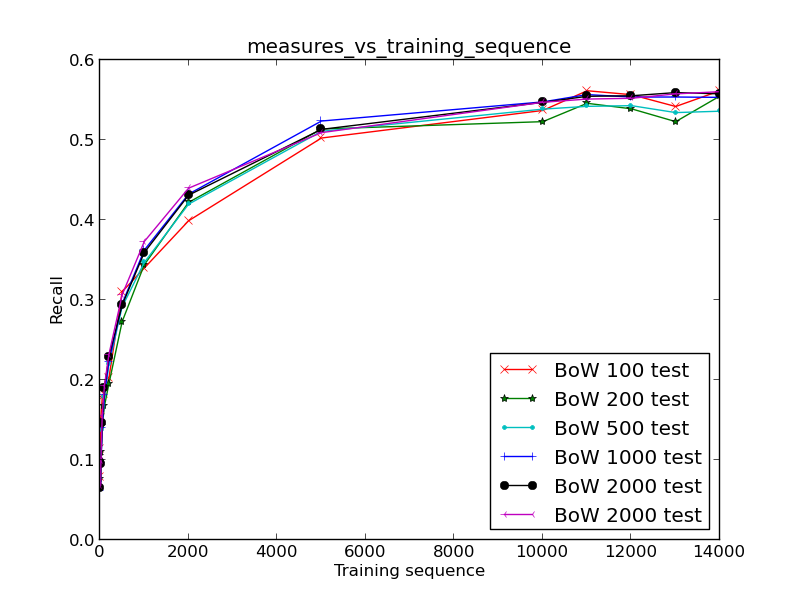 measures_vs_training_sequence
0.6
0.5
0.4
0.3
0.2
0.1
0.0
Recall
BoW 100 test
BoW 200 test
BoW 500 test
BoW 1000 test
BoW 2000 test
BoW 2000 test
0 2000 4000 6000 8000 10000 12000 14000
Training sequence